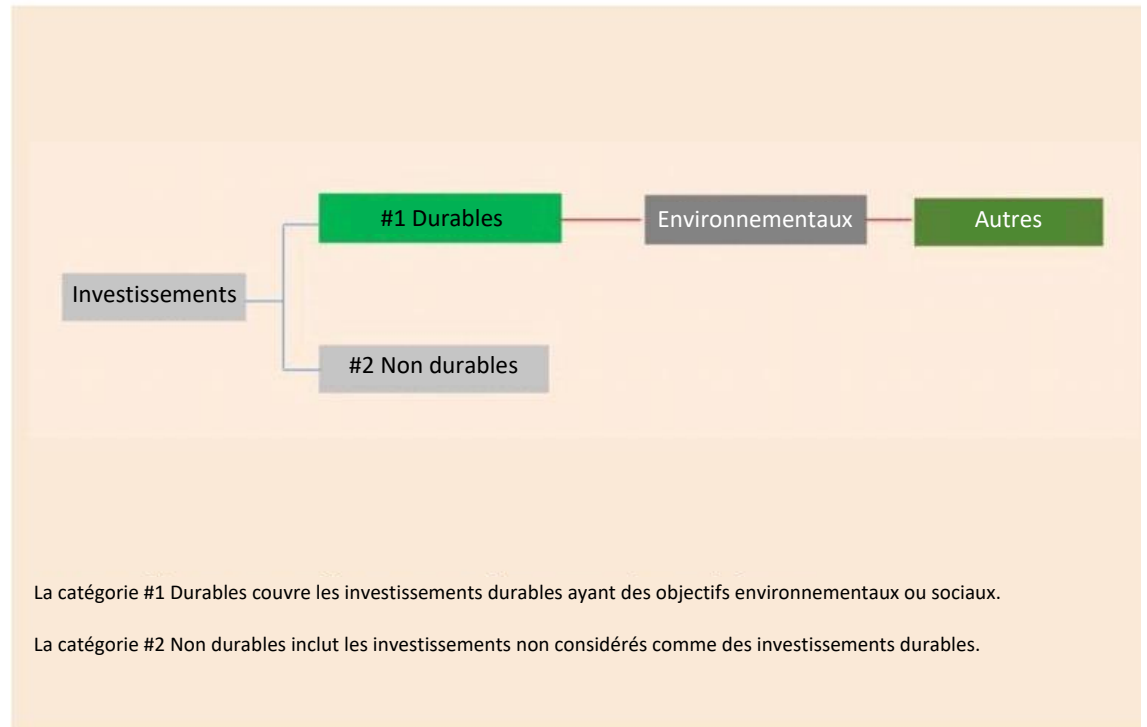 #1 Durables
Environnementaux
Autres
Investissements
#2 Non durables
La catégorie #1 Durables couvre les investissements durables ayant des objectifs environnementaux ou sociaux.
La catégorie #2 Non durables inclut les investissements non considérés comme des investissements durables.